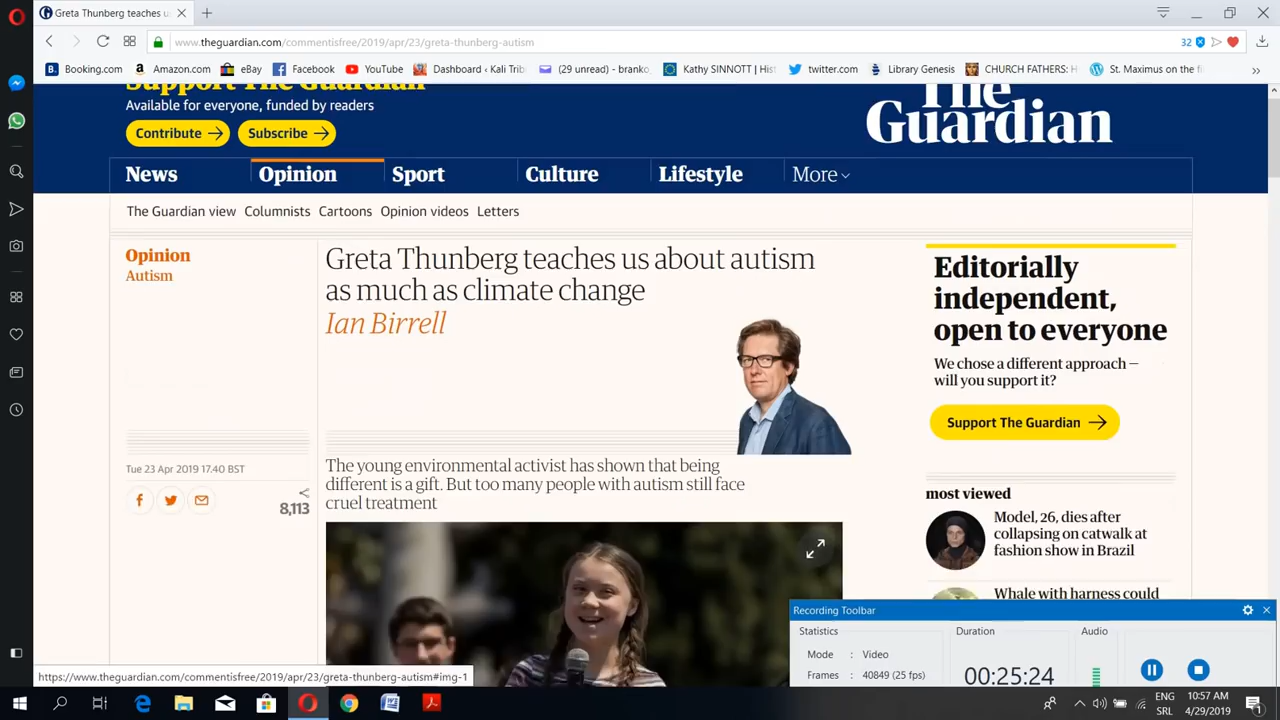 Greta Thunberg teaches us
www.theguardian.com/commentisfree/2019/apr/23/greta-thunberg-autism
32
Booking.com
Amazon.com
eBay
Facebook
YouTube
Dashboard ‹ Kali Trib
(29 unread) - branko
Kathy SINNOTT | Hist
twitter.com
Library Genesis
CHURCH FATHERS: H
St. Maximus on the f
»
Support The Guardian
Available for everyone, funded by readers
Contribute →
Subscribe →
The
Guardian
News
Opinion
Sport
Culture
Lifestyle
More
The Guardian view
Columnists
Cartoons
Opinion videos
Letters
Opinion
Autism
Greta Thunberg teaches us about autism
as much as climate change
Ian Birrell
Tue 23 Apr 2019 17.40 BST
8,113
The young environmental activist has shown that being
different is a gift. But too many people with autism still face
cruel treatment
Editorially
independent,
open to everyone
We chose a different approach –
will you support it?
Support The Guardian →
most viewed
Model, 26, dies after
collapsing on catwalk at
fashion show in Brazil
Whale with harness could
Recording Toolbar
Statistics
Mode : Video
Frames : 40849 (25 fps)
Duration
00:25:24
Audio
https://www.theguardian.com/commentisfree/2019/apr/23/greta-thunberg-autism#img-1
ENG
SRL
10:57 AM
4/29/2019
1